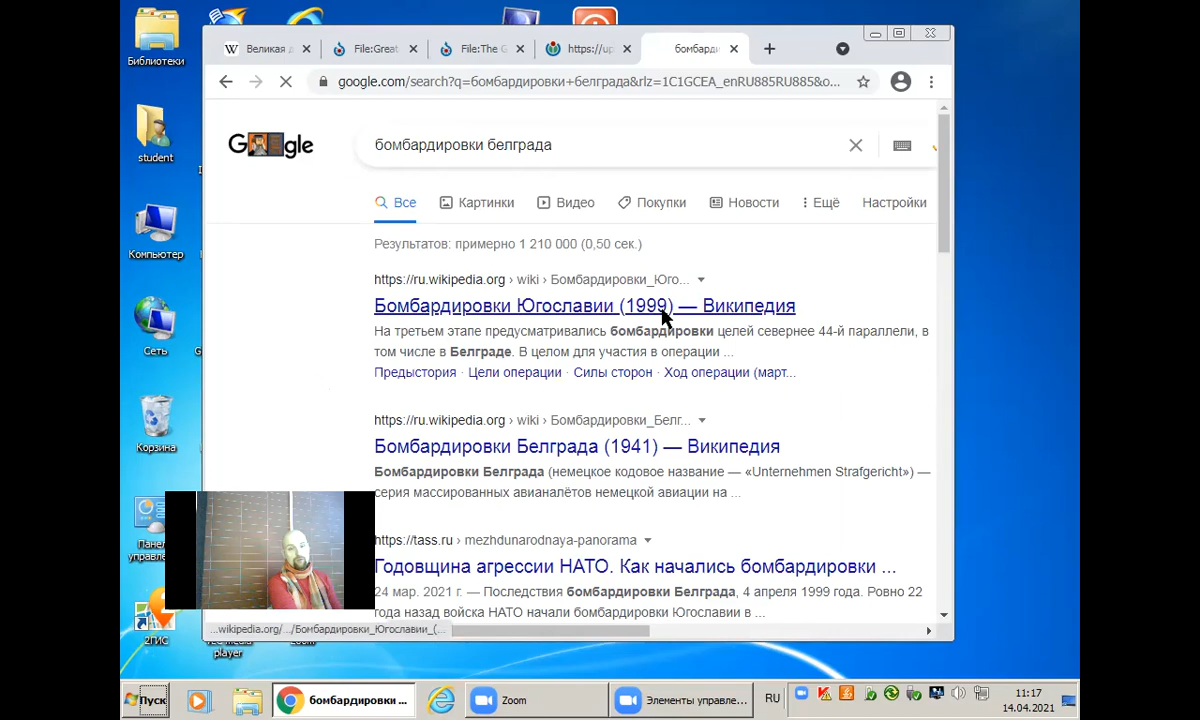 Библиотеки
student
Компьютер
Сеть
Корзина
2ГИС
player
Великая
File:Great
File:The G
https://up
бомбарди
google.com/search?q=бомбардировки+белграда&rlz=1C1GCEA_enRU885RU885&o...
Google
бомбардировки белграда
Все
Картинки
Видео
Покупки
Новости
Ещё
Настройки
Результатов: примерно 1 210 000 (0,50 сек.)
https://ru.wikipedia.org › wiki › Бомбардировки_Юго...
Бомбардировки Югославии (1999) — Википедия
На третьем этапе предусматривались бомбардировки целей севернее 44-й параллели, в
том числе в Белграде. В целом для участия в операции ...
Предыстория · Цели операции · Силы сторон · Ход операции (март...
https://ru.wikipedia.org › wiki › Бомбардировки_Белг...
Бомбардировки Белграда (1941) — Википедия
Бомбардировки Белграда (немецкое кодовое название — «Unternehmen Strafgericht») —
серия массированных авианалётов немецкой авиации на ...
https://tass.ru › mezhdunarodnaya-panorama
Годовщина агрессии НАТО. Как начались бомбардировки ...
24 мар. 2021 г. — Последствия бомбардировки Белграда, 4 апреля 1999 года. Ровно 22
года назад войска НАТО начали бомбардировки Югославии в ...
...wikipedia.org/.../Бомбардировки_Югославии_(...
Пуск
бомбардировки ...
Zoom
Элементы управле...
RU
11:17
14.04.2021